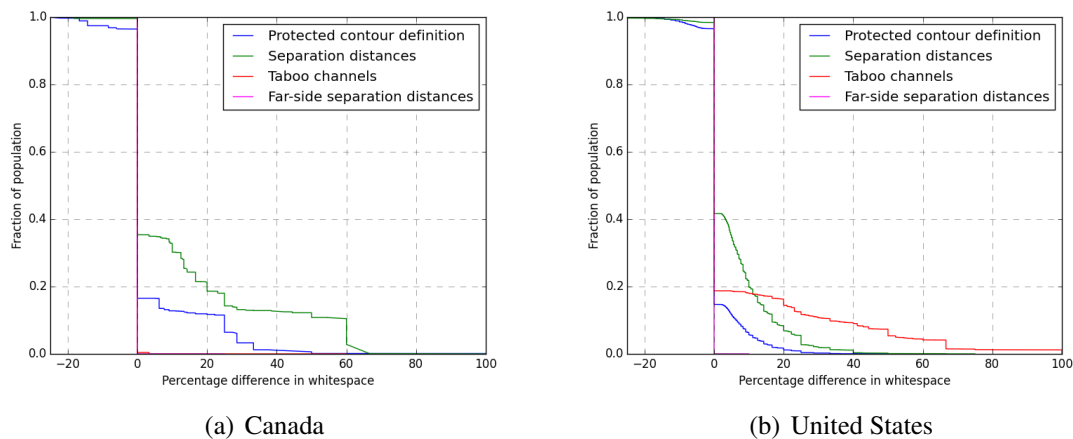 1.0
0.8
0.6
0.4
0.2
0.0
Fraction of population
−20 0 20 40 60 80 100
Percentage difference in whitespace
Protected contour definition
Separation distances
Taboo channels
Far-side separation distances
(a) Canada
1.0
0.8
0.6
0.4
0.2
0.0
Fraction of population
−20 0 20 40 60 80 100
Percentage difference in whitespace
Protected contour definition
Separation distances
Taboo channels
Far-side separation distances
(b) United States